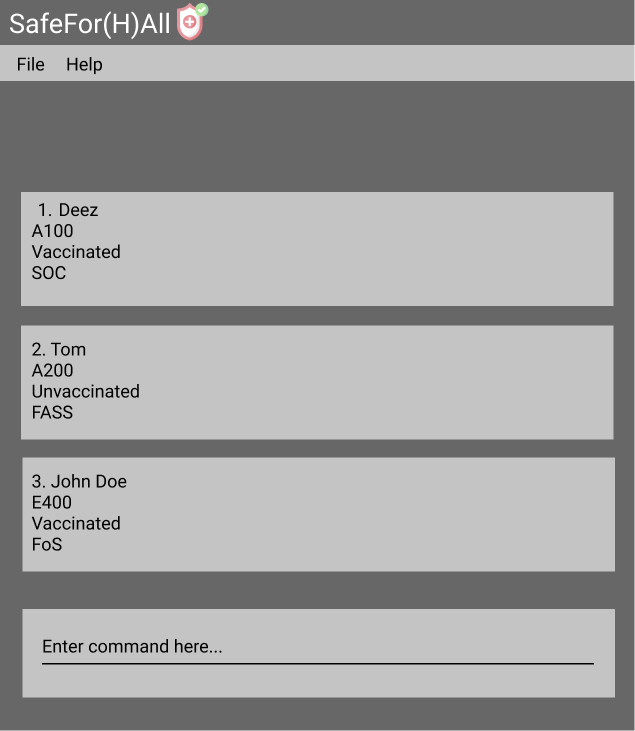 SafeFor(H)All
File Help
1. Deez
A100
Vaccinated
SOC
2. Tom
A200
Unvaccinated
FASS
3. John Doe
E400
Vaccinated
FoS
Enter command here...